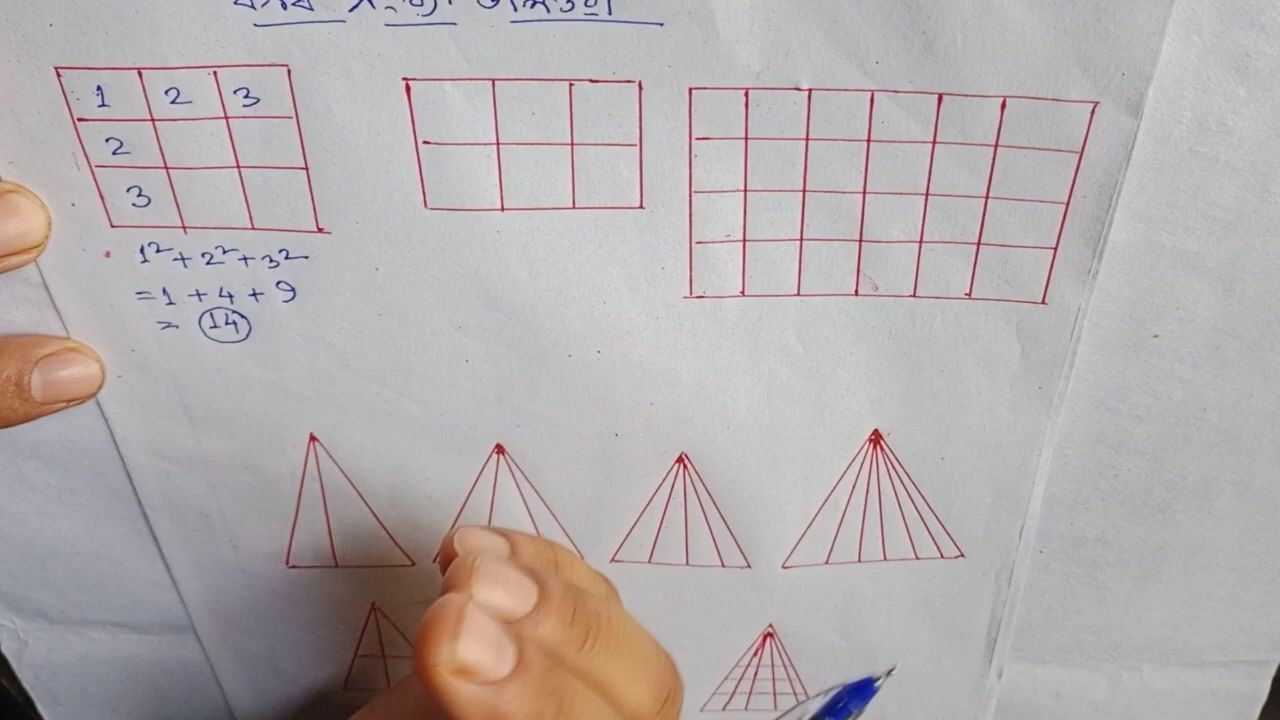 1 2 3
2
3
1² + 2² + 3²
= 1 + 4 + 9
= 14